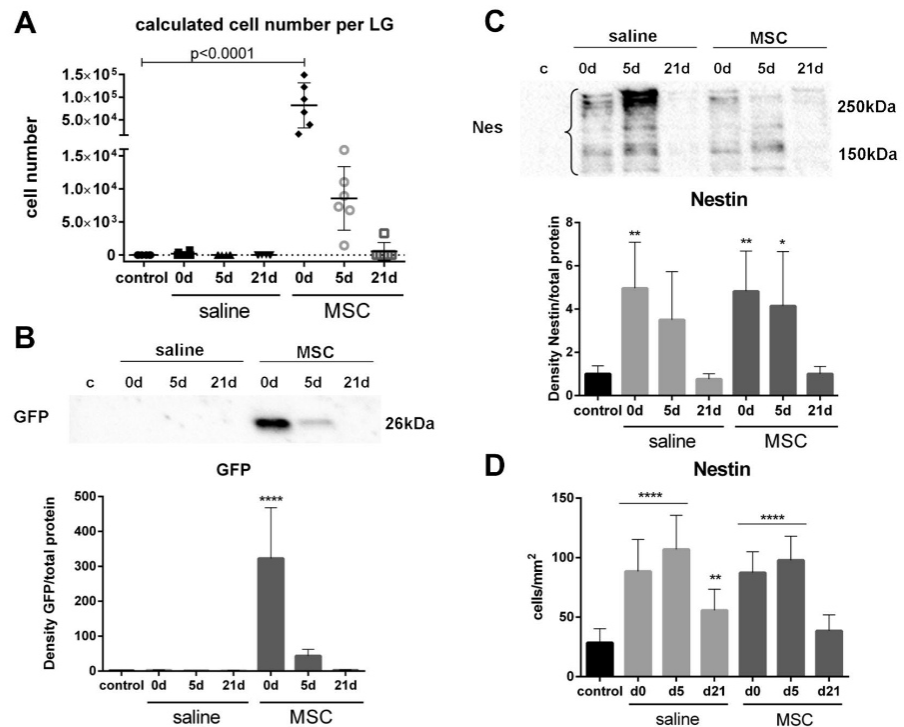 A
calculated cell number per LG
p<0.0001
1.5×10⁵
1.0×10⁵
5.0×10⁴
1.5×10⁴
1.0×10⁴
5.0×10³
0
cell number
control 0d 5d 21d 0d 5d 21d
saline MSC
B
saline MSC
c 0d 5d 21d 0d 5d 21d
GFP 26kDa
GFP
500
400
300
200
100
0
Density GFP/total protein
****
control 0d 5d 21d 0d 5d 21d
saline MSC
C
saline MSC
c 0d 5d 21d 0d 5d 21d
Nes
250kDa
150kDa
Nestin
8
6
4
2
0
Density Nestin/total protein
** ** *
control 0d 5d 21d 0d 5d 21d
saline MSC
D
Nestin
150
100
50
0
cells/mm²
**** ** ****
control d0 d5 d21 d0 d5 d21
saline MSC